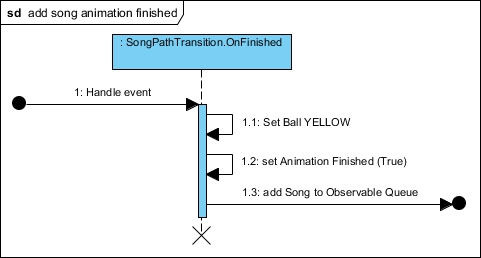 sd add song animation finished
: SongPathTransition.OnFinished
1: Handle event
1.1: Set Ball YELLOW
1.2: set Animation Finished (True)
1.3: add Song to Observable Queue